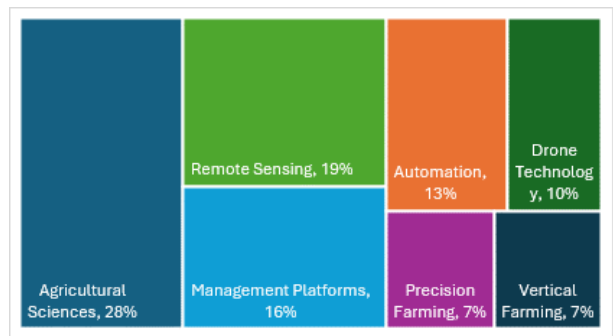 Agricultural
Sciences, 28%
Remote Sensing, 19%
Management Platforms,
16%
Automation,
13%
Drone
Technolog
y, 10%
Precision
Farming, 7%
Vertical
Farming, 7%